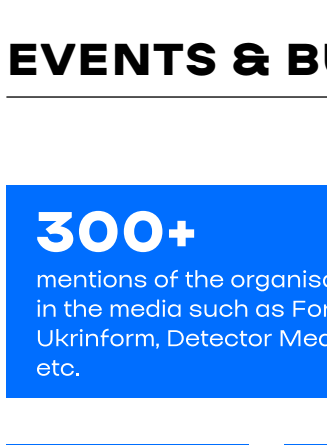 EVENTS &
300+
mentions of the
in the media such as
Ukrinform, Detector
etc.